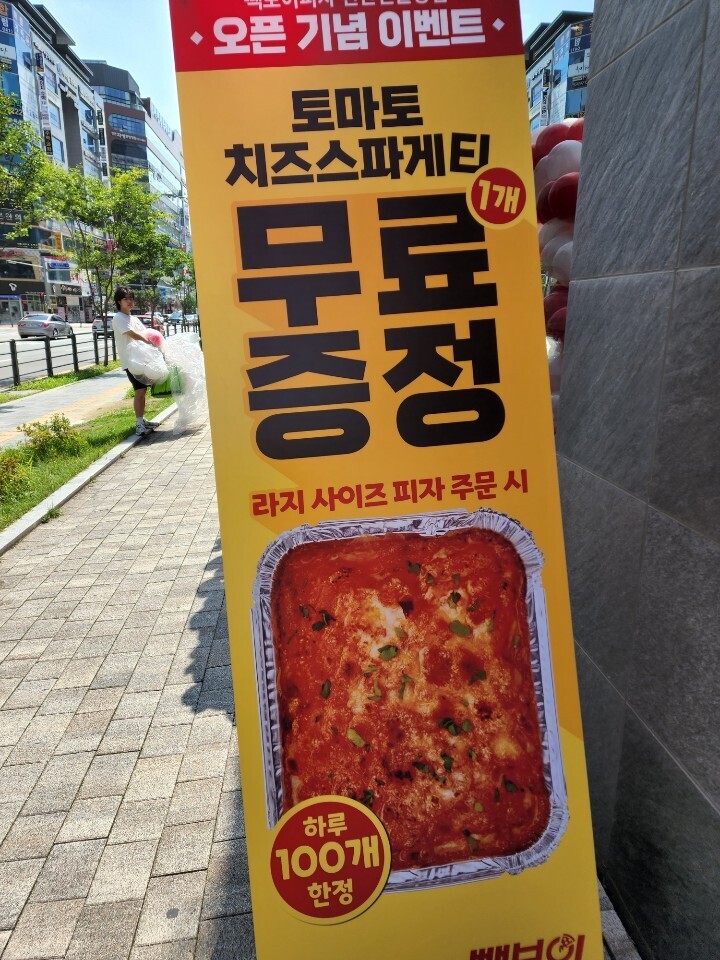 오픈 기념 이벤트
토마토
치즈스파게티
1개
무료
증정
라지 사이즈 피자 주문 시
하루
100개
한정